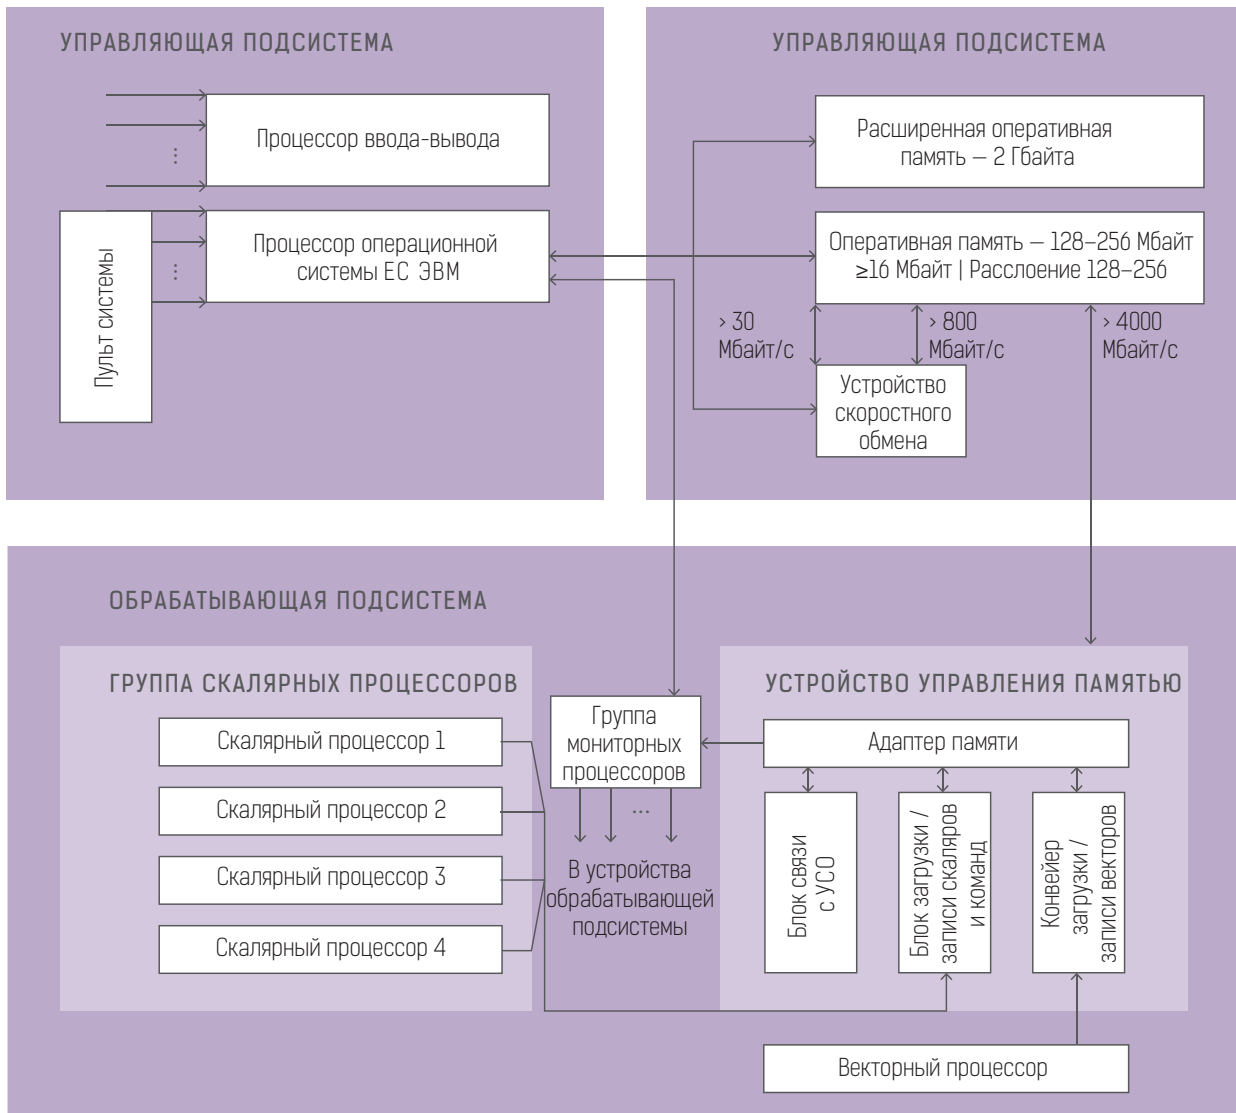 УПРАВЛЯЮЩАЯ ПОДСИСТЕМА
Процессор ввода-вывода
⋮
Процессор операционной
системы ЕС ЭВМ
⋮
Пульт системы
УПРАВЛЯЮЩАЯ ПОДСИСТЕМА
Расширенная оперативная
память – 2 Гбайта
Оперативная память – 128–256 Мбайт
≥16 Мбайт | Расслоение 128–256
> 30
Мбайт/с
> 800
Мбайт/с
> 4000
Мбайт/с
Устройство
скоростного
обмена
ОБРАБАТЫВАЮЩАЯ ПОДСИСТЕМА
ГРУППА СКАЛЯРНЫХ ПРОЦЕССОРОВ
Скалярный процессор 1
Скалярный процессор 2
Скалярный процессор 3
Скалярный процессор 4
Группа
мониторных
процессоров
...
В устройства
обрабатывающей
подсистемы
УСТРОЙСТВО УПРАВЛЕНИЯ ПАМЯТЬЮ
Адаптер памяти
Блок связи
с УСО
Блок загрузки /
записи скаляров
и команд
Конвейер
загрузки /
записи векторов
Векторный процессор